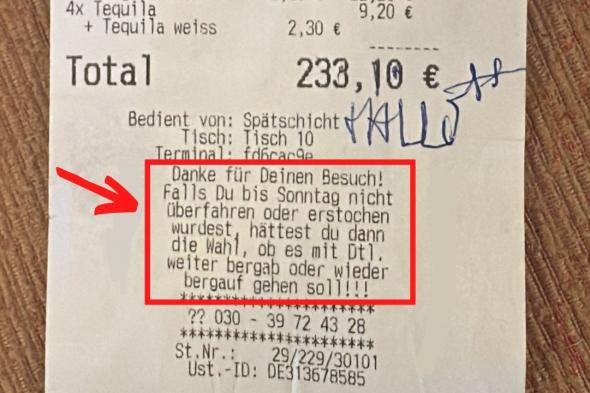 4x Tequila 9,20 €
+ Tequila weiss 2,30 €
Total 233,10 €
Bedient von: Spätschicht
Tisch: Tisch 10
Terminal: fd6cac9e
Danke für Deinen Besuch!
Falls Du bis Sonntag nicht
überfahren oder erstochen
wurdest, hättest du dann
die Wahl, ob es mit Dtl.
weiter bergab oder wieder
bergauf gehen soll!!!
***********************
?? 030 - 39 72 43 28
***********************
St.Nr.: 29/229/30101
Ust.-ID: DE313678585